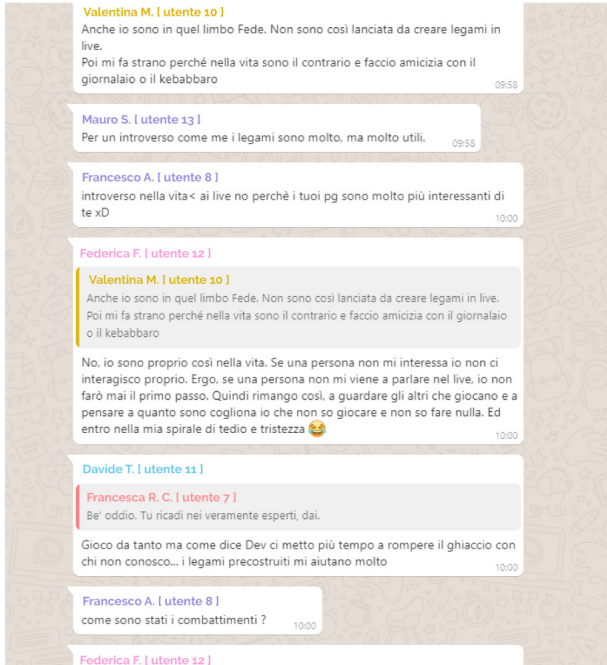 Valentina M. [ utente 10 ]
Anche io sono in quel limbo Fede. Non sono così lanciata da creare legami in
live.
Poi mi fa strano perché nella vita sono il contrario e faccio amicizia con il
giornalaio o il kebabbaro
09:58
Mauro S. [ utente 13 ]
Per un introverso come me i legami sono molto, ma molto utili.
09:58
Francesco A. [ utente 8 ]
introverso nella vita< ai live no perchè i tuoi pg sono molto più interessanti di
te xD
10:00
Federica F. [ utente 12 ]
Valentina M. [ utente 10 ]
Anche io sono in quel limbo Fede. Non sono così lanciata da creare legami in live.
Poi mi fa strano perché nella vita sono il contrario e faccio amicizia con il giornalaio
o il kebabbaro
No, io sono proprio così nella vita. Se una persona non mi interessa io non ci
interagisco proprio. Ergo, se una persona non mi viene a parlare nel live, io non
farò mai il primo passo. Quindi rimango così, a guardare gli altri che giocano e a
pensare a quanto sono cogliona io che non so giocare e non so fare nulla. Ed
entro nella mia spirale di tedio e tristezza 😂
10:00
Davide T. [ utente 11 ]
Francesca R. C. [ utente 7 ]
Be' oddio. Tu ricadi nei veramente esperti, dai.
Gioco da tanto ma come dice Dev ci metto più tempo a rompere il ghiaccio con
chi non conosco... i legami precostruiti mi aiutano molto
10:00
Francesco A. [ utente 8 ]
come sono stati i combattimenti ?
10:00
Federica F. [ utente 12 ]